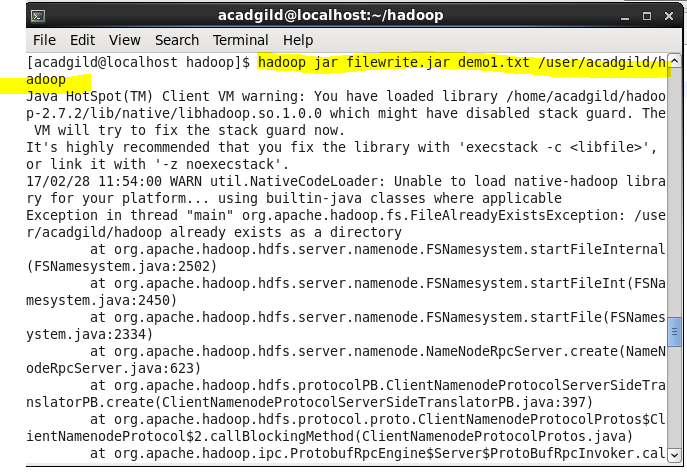 acadgild@localhost:~/hadoop
File Edit View Search Terminal Help
[acadgild@localhost hadoop]$ hadoop jar filewrite.jar demo1.txt /user/acadgild/h
adoop
Java HotSpot(TM) Client VM warning: You have loaded library /home/acadgild/hadoo
p-2.7.2/lib/native/libhadoop.so.1.0.0 which might have disabled stack guard. The
 VM will try to fix the stack guard now.
It's highly recommended that you fix the library with 'execstack -c <libfile>',
or link it with '-z noexecstack'.
17/02/28 11:54:00 WARN util.NativeCodeLoader: Unable to load native-hadoop libra
ry for your platform... using builtin-java classes where applicable
Exception in thread "main" org.apache.hadoop.fs.FileAlreadyExistsException: /use
r/acadgild/hadoop already exists as a directory
        at org.apache.hadoop.hdfs.server.namenode.FSNamesystem.startFileInternal
(FSNamesystem.java:2502)
        at org.apache.hadoop.hdfs.server.namenode.FSNamesystem.startFileInt(FSNa
mesystem.java:2450)
        at org.apache.hadoop.hdfs.server.namenode.FSNamesystem.startFile(FSNames
ystem.java:2334)
        at org.apache.hadoop.hdfs.server.namenode.NameNodeRpcServer.create(NameN
odeRpcServer.java:623)
        at org.apache.hadoop.hdfs.protocolPB.ClientNamenodeProtocolServerSideTra
nslatorPB.create(ClientNamenodeProtocolServerSideTranslatorPB.java:397)
        at org.apache.hadoop.hdfs.protocol.proto.ClientNamenodeProtocolProtos$Cl
ientNamenodeProtocol$2.callBlockingMethod(ClientNamenodeProtocolProtos.java)
        at org.apache.hadoop.ipc.ProtobufRpcEngine$Server$ProtoBufRpcInvoker.cal